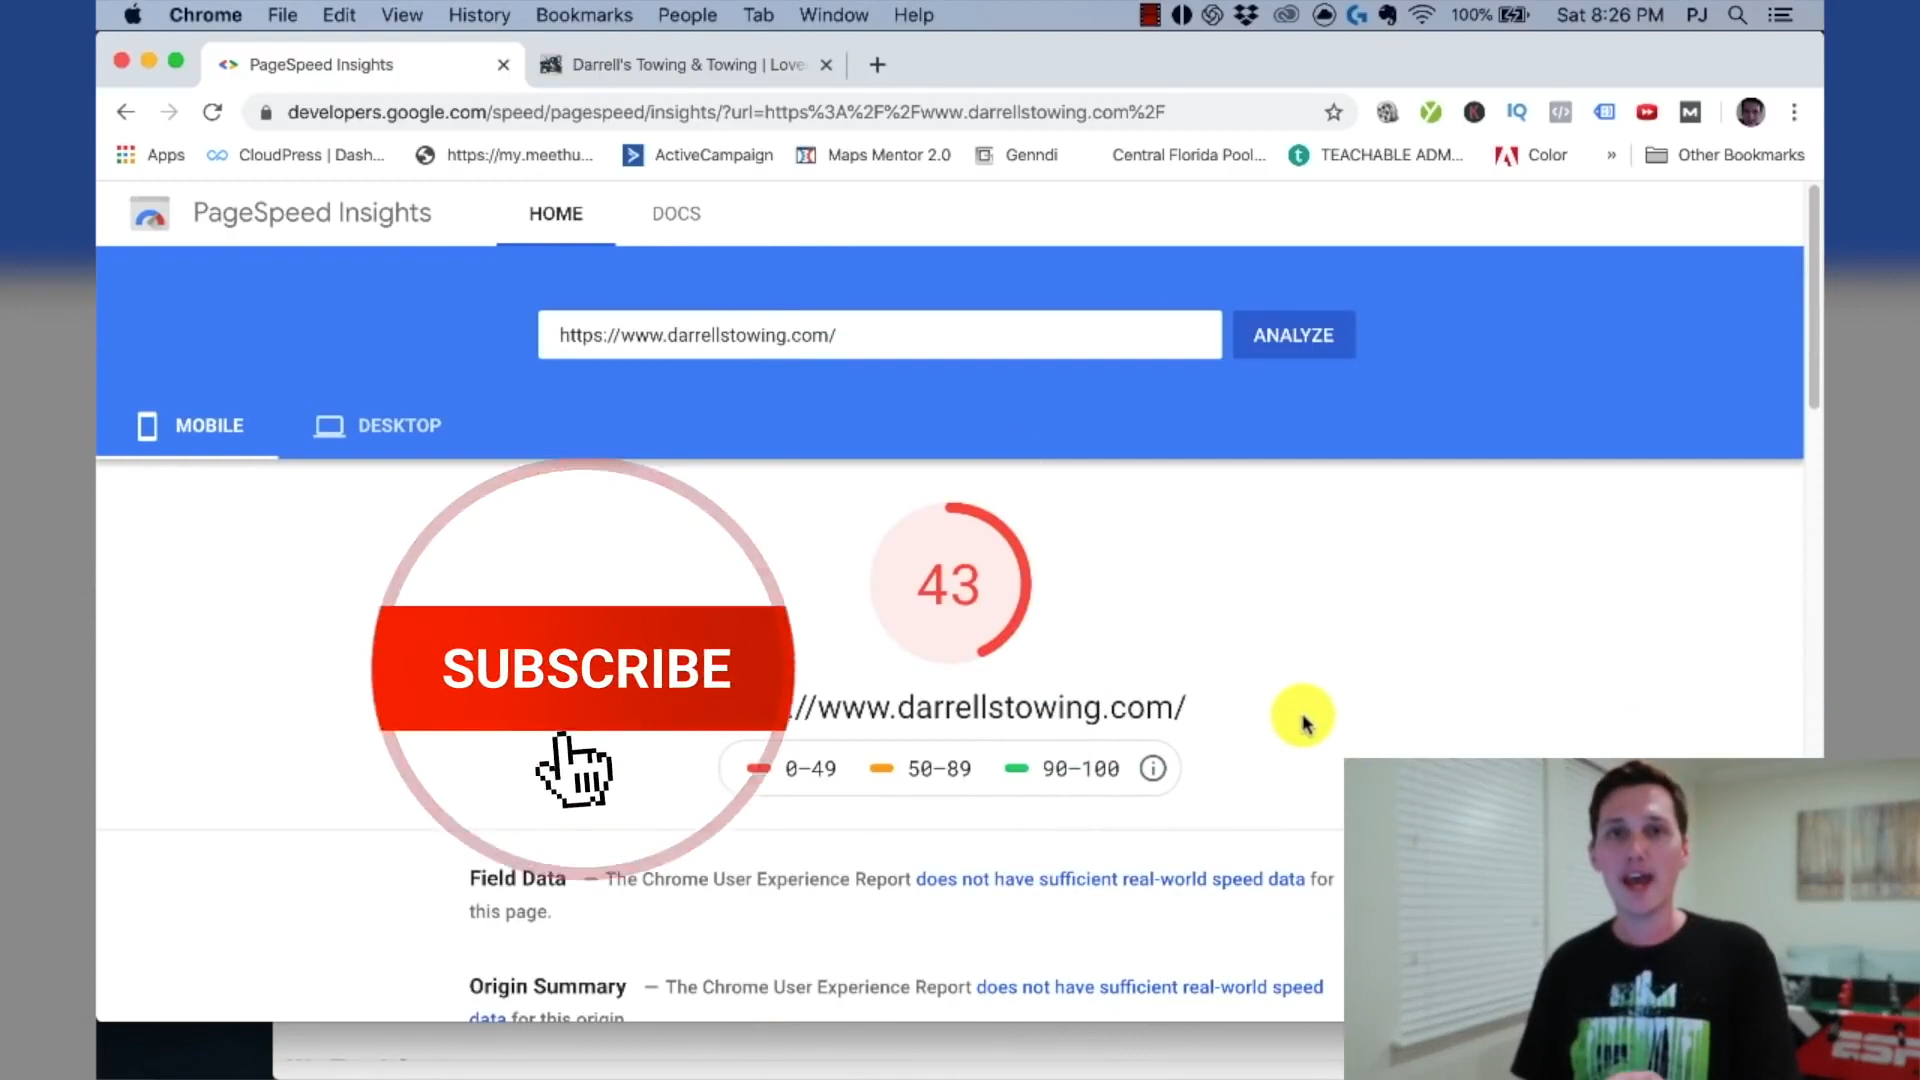 Chrome File Edit View History Bookmarks People Tab Window Help 100% Sat 8:26 PM PJ
PageSpeed Insights
Darrell's Towing & Towing | Love
developers.google.com/speed/pagespeed/insights/?url=https%3A%2F%2Fwww.darrellstowing.com%2F
Apps CloudPress | Dash... https://my.meethu... ActiveCampaign Maps Mentor 2.0 Genndi Central Florida Pool... TEACHABLE ADM... Color » Other Bookmarks
PageSpeed Insights HOME DOCS
https://www.darrellstowing.com/ ANALYZE
MOBILE DESKTOP
43
SUBSCRIBE
://www.darrellstowing.com/
0–49 50–89 90–100
Field Data — The Chrome User Experience Report does not have sufficient real-world speed data for
this page.
Origin Summary — The Chrome User Experience Report does not have sufficient real-world speed
data for this origin